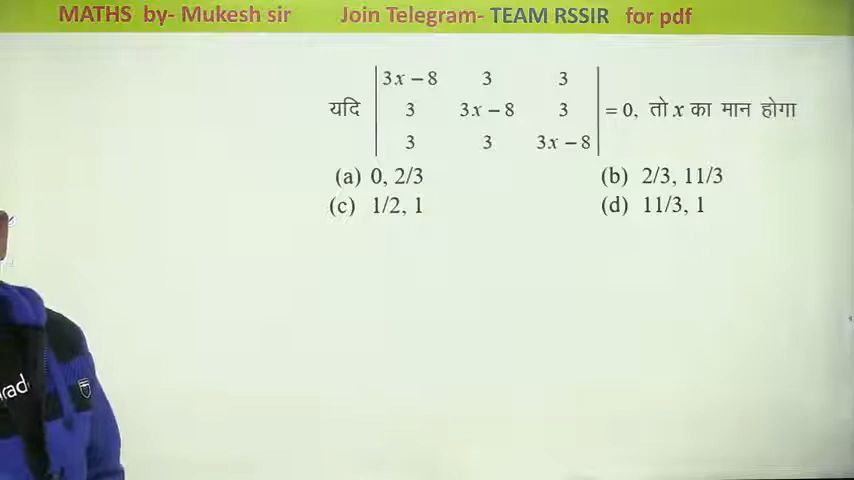 MATHS by- Mukesh sir Join Telegram- TEAM RSSIR for pdf
3x – 8 3 3
यदि 3 3x – 8 3 = 0, तो x का मान होगा
3 3 3x – 8
(a) 0, 2/3 (b) 2/3, 11/3
(c) 1/2, 1 (d) 11/3, 1